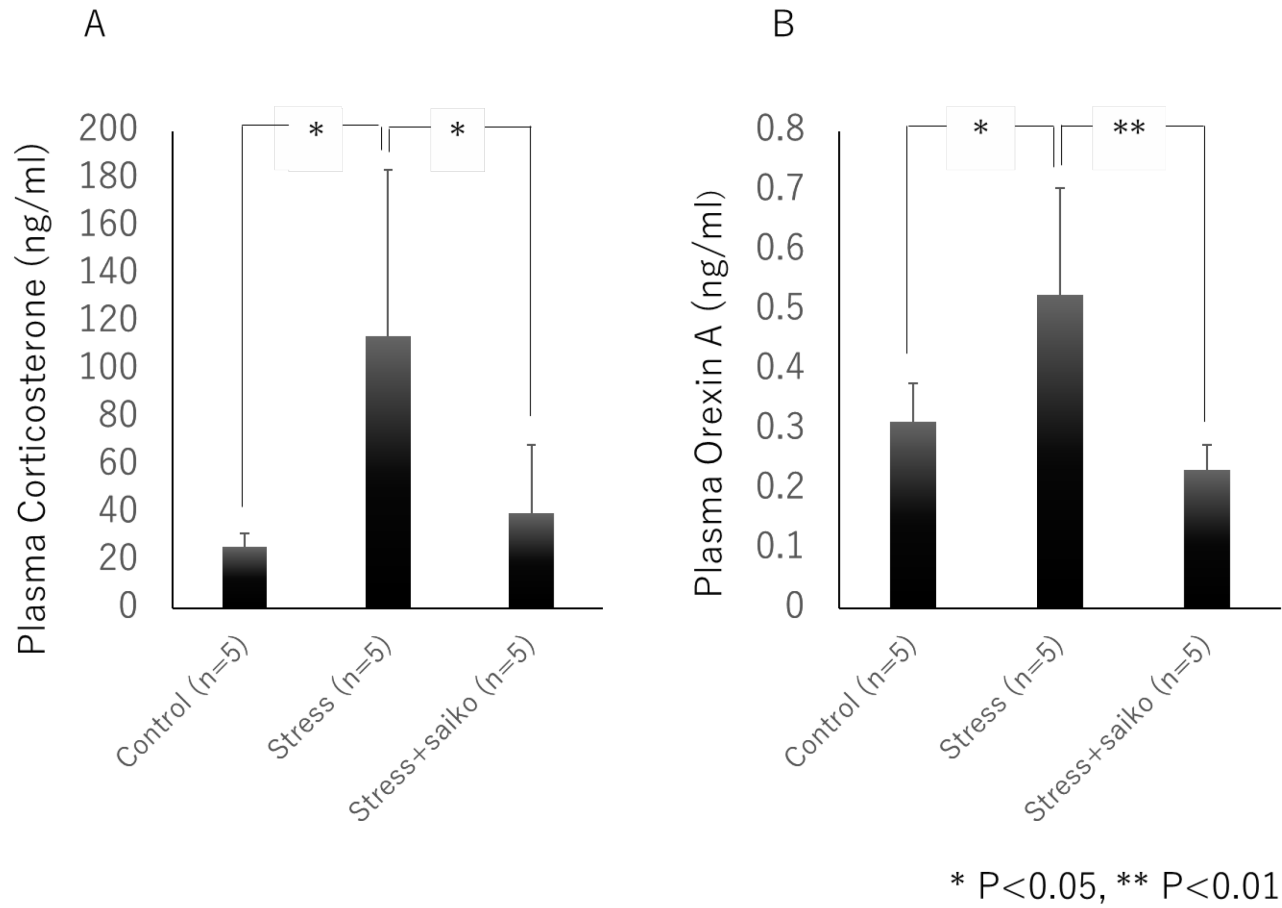 A
Plasma Corticosterone (ng/ml)
200
180
160
140
120
100
80
60
40
20
0
*
*
Control (n=5)
Stress (n=5)
Stress+saiko (n=5)
B
Plasma Orexin A (ng/ml)
0.8
0.7
0.6
0.5
0.4
0.3
0.2
0.1
0
*
**
Control (n=5)
Stress (n=5)
Stress+saiko (n=5)
* P<0.05, ** P<0.01